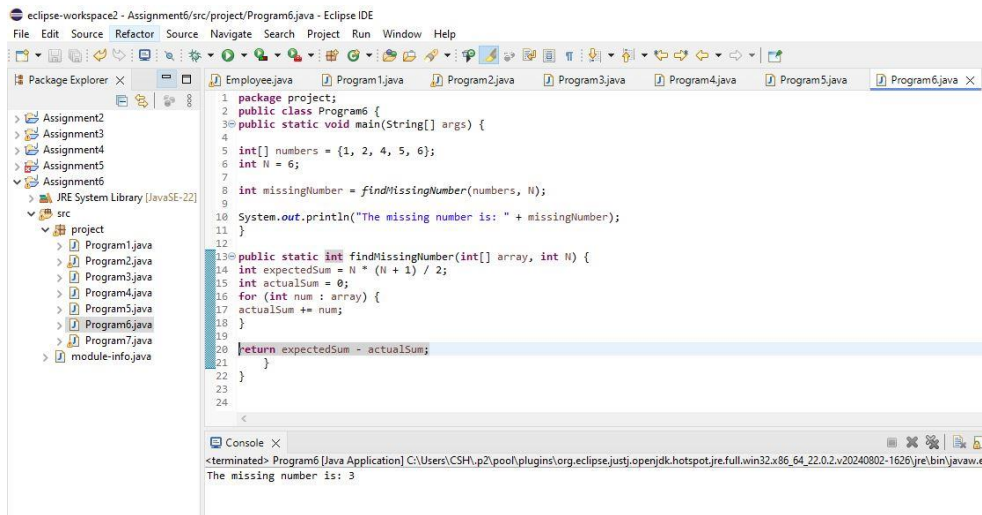 eclipse-workspace2 - Assignment6/src/project/Program6.java - Eclipse IDE
File Edit Source Refactor Source Navigate Search Project Run Window Help
Package Explorer
Assignment2
Assignment3
Assignment4
Assignment5
Assignment6
JRE System Library [JavaSE-22]
src
project
Program1.java
Program2.java
Program3.java
Program4.java
Program5.java
Program6.java
Program7.java
module-info.java
Employee.java Program1.java Program2.java Program3.java Program4.java Program5.java Program6.java
1 package project;
2 public class Program6 {
3 public static void main(String[] args) {
4
5 int[] numbers = {1, 2, 4, 5, 6};
6 int N = 6;
7
8 int missingNumber = findMissingNumber(numbers, N);
9
10 System.out.println("The missing number is: " + missingNumber);
11 }
12
13 public static int findMissingNumber(int[] array, int N) {
14 int expectedSum = N * (N + 1) / 2;
15 int actualSum = 0;
16 for (int num : array) {
17 actualSum += num;
18 }
19
20 return expectedSum - actualSum;
21 }
22 }
23
24
Console
<terminated> Program6 [Java Application] C:\Users\CSH\.p2\pool\plugins\org.eclipse.justj.openjdk.hotspot.jre.full.win32.x86_64_22.0.2.v20240802-1626\jre\bin\javaw.e
The missing number is: 3